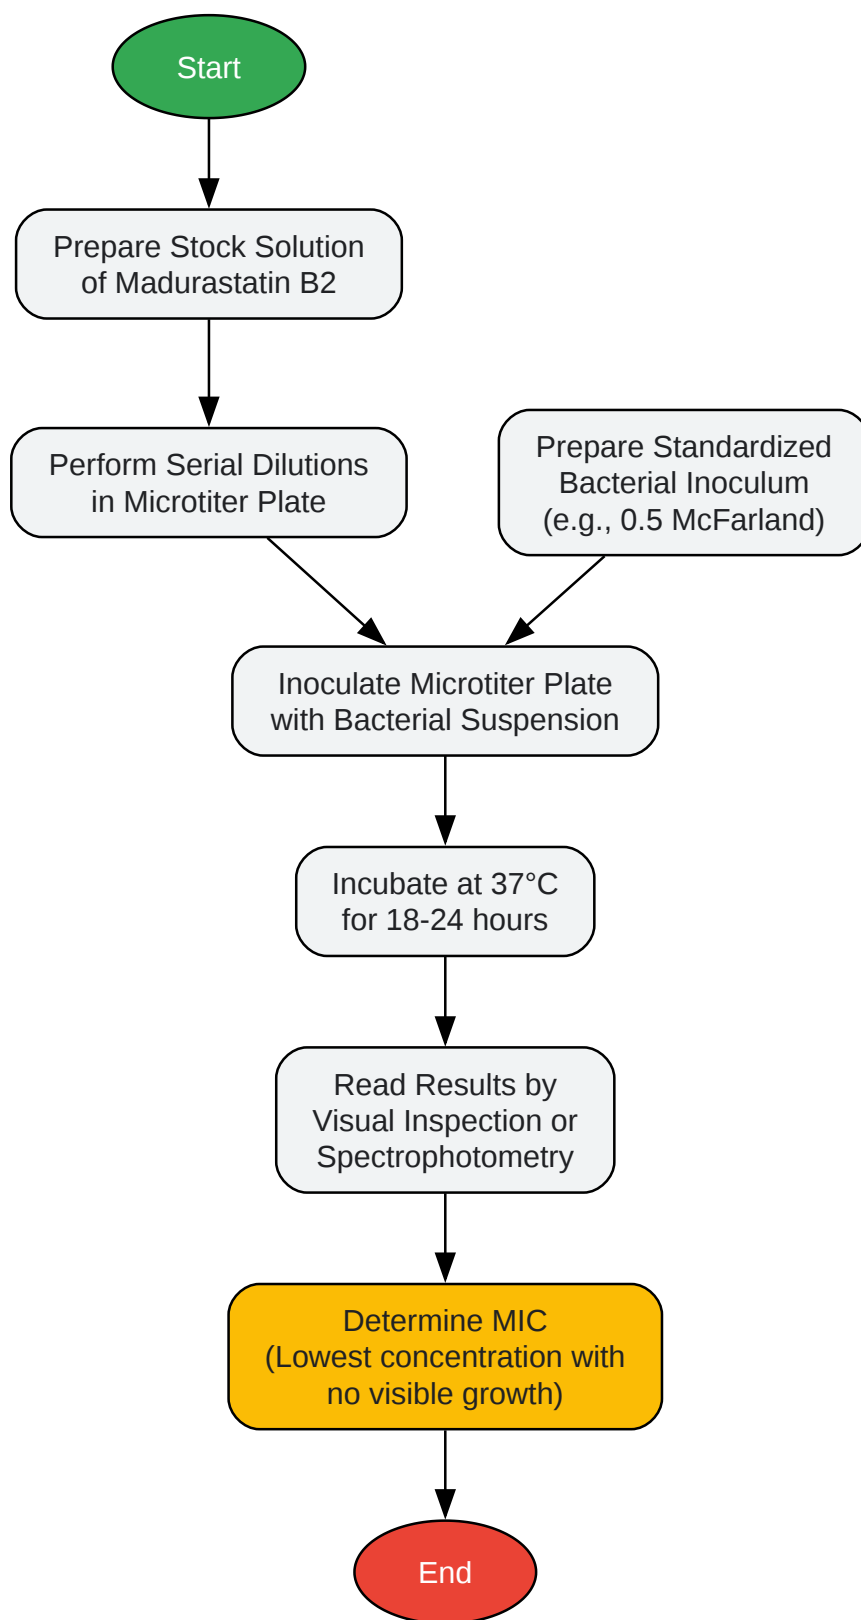 Start
Prepare Stock Solution
of Madurastatin B2
Perform Serial Dilutions
in Microtiter Plate
Prepare Standardized
Bacterial Inoculum
(e.g., 0.5 McFarland)
Inoculate Microtiter Plate
with Bacterial Suspension
Incubate at 37°C
for 18-24 hours
Read Results by
Visual Inspection or
Spectrophotometry
Determine MIC
(Lowest concentration with
no visible growth)
End